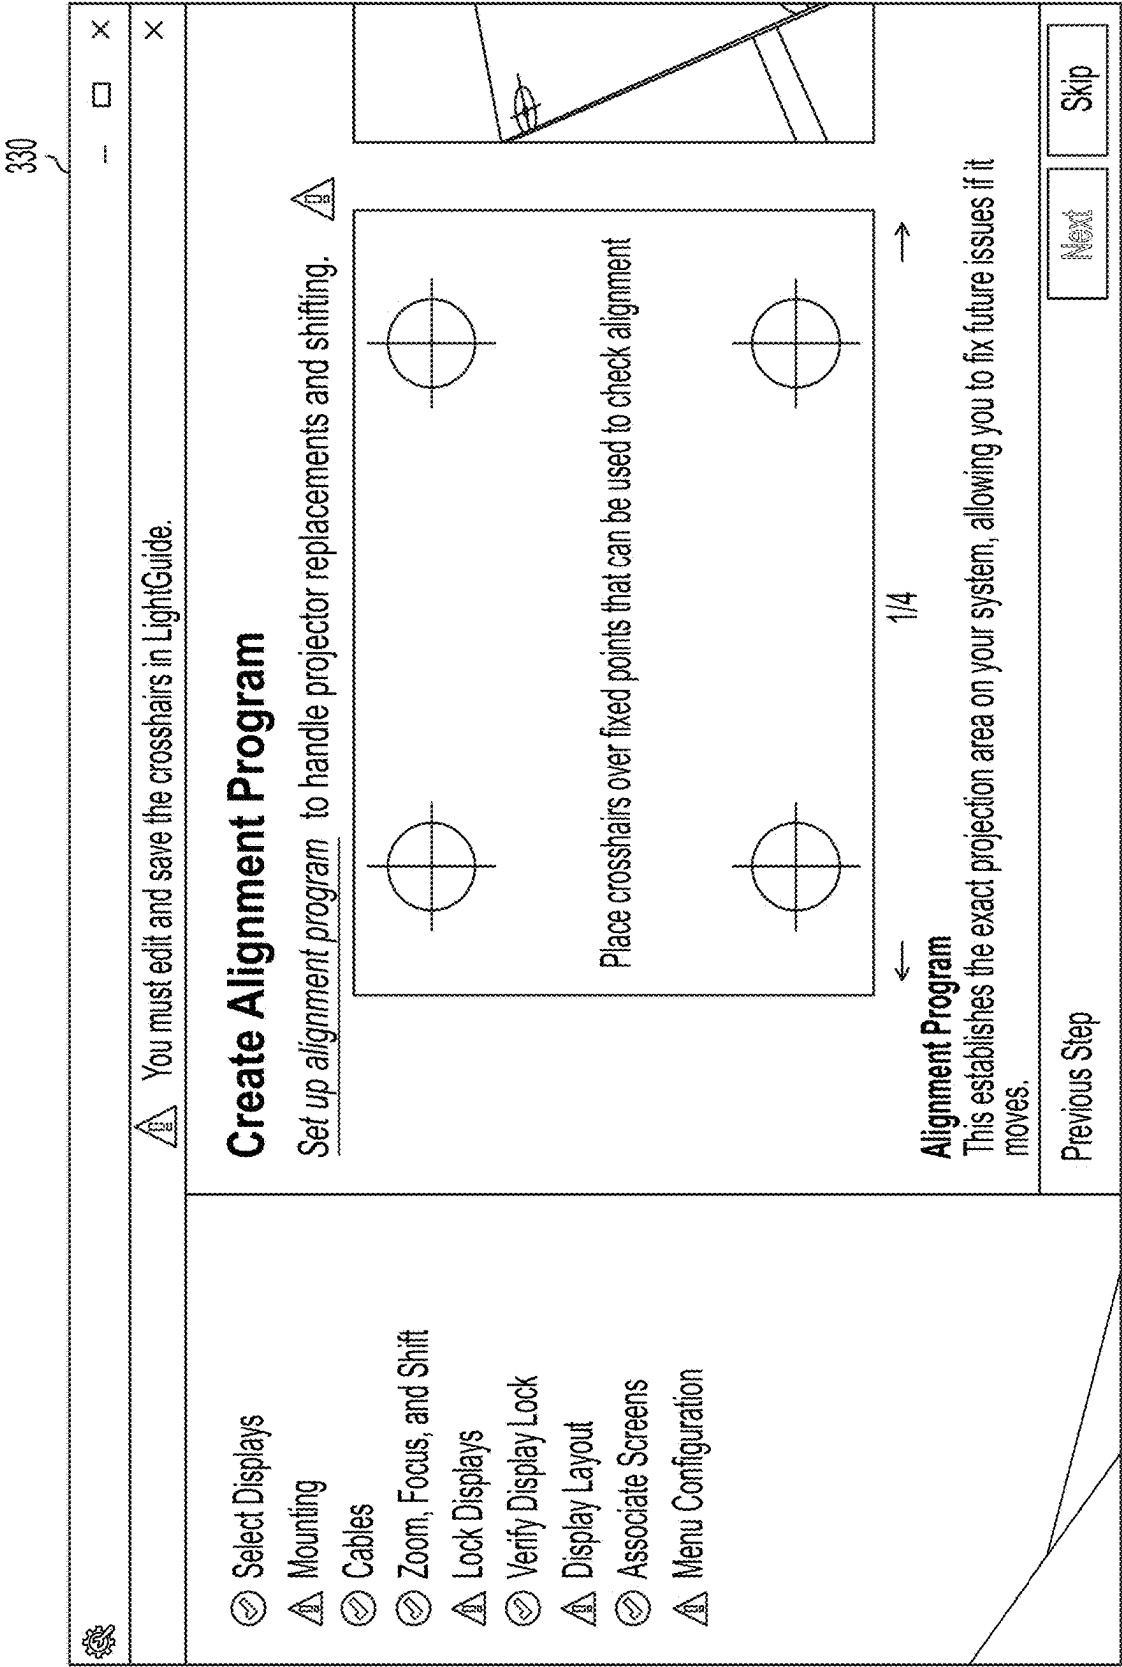 330
You must edit and save the crosshairs in LightGuide.
Select Displays
Mounting
Cables
Zoom, Focus, and Shift
Lock Displays
Verify Display Lock
Display Layout
Associate Screens
Menu Configuration
Create Alignment Program
Set up alignment program to handle projector replacements and shifting.
Place crosshairs over fixed points that can be used to check alignment
1/4
Alignment Program
This establishes the exact projection area on your system, allowing you to fix future issues if it
moves.
Previous Step
Next
Skip